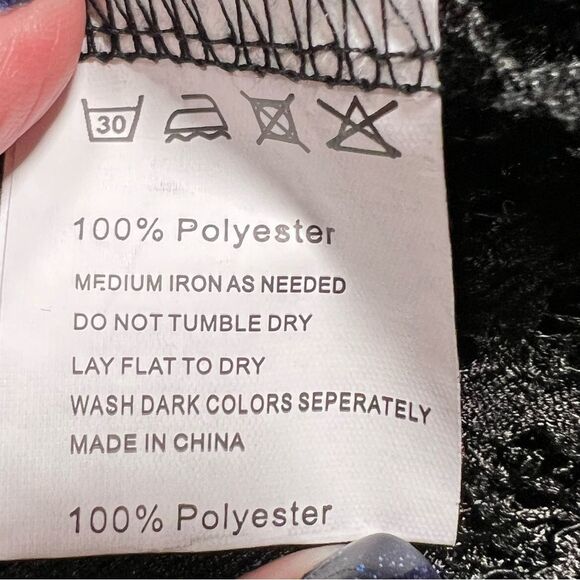 30
100% Polyester
MEDIUM IRON AS NEEDED
DO NOT TUMBLE DRY
LAY FLAT TO DRY
WASH DARK COLORS SEPERATELY
MADE IN CHINA
100% Polyester